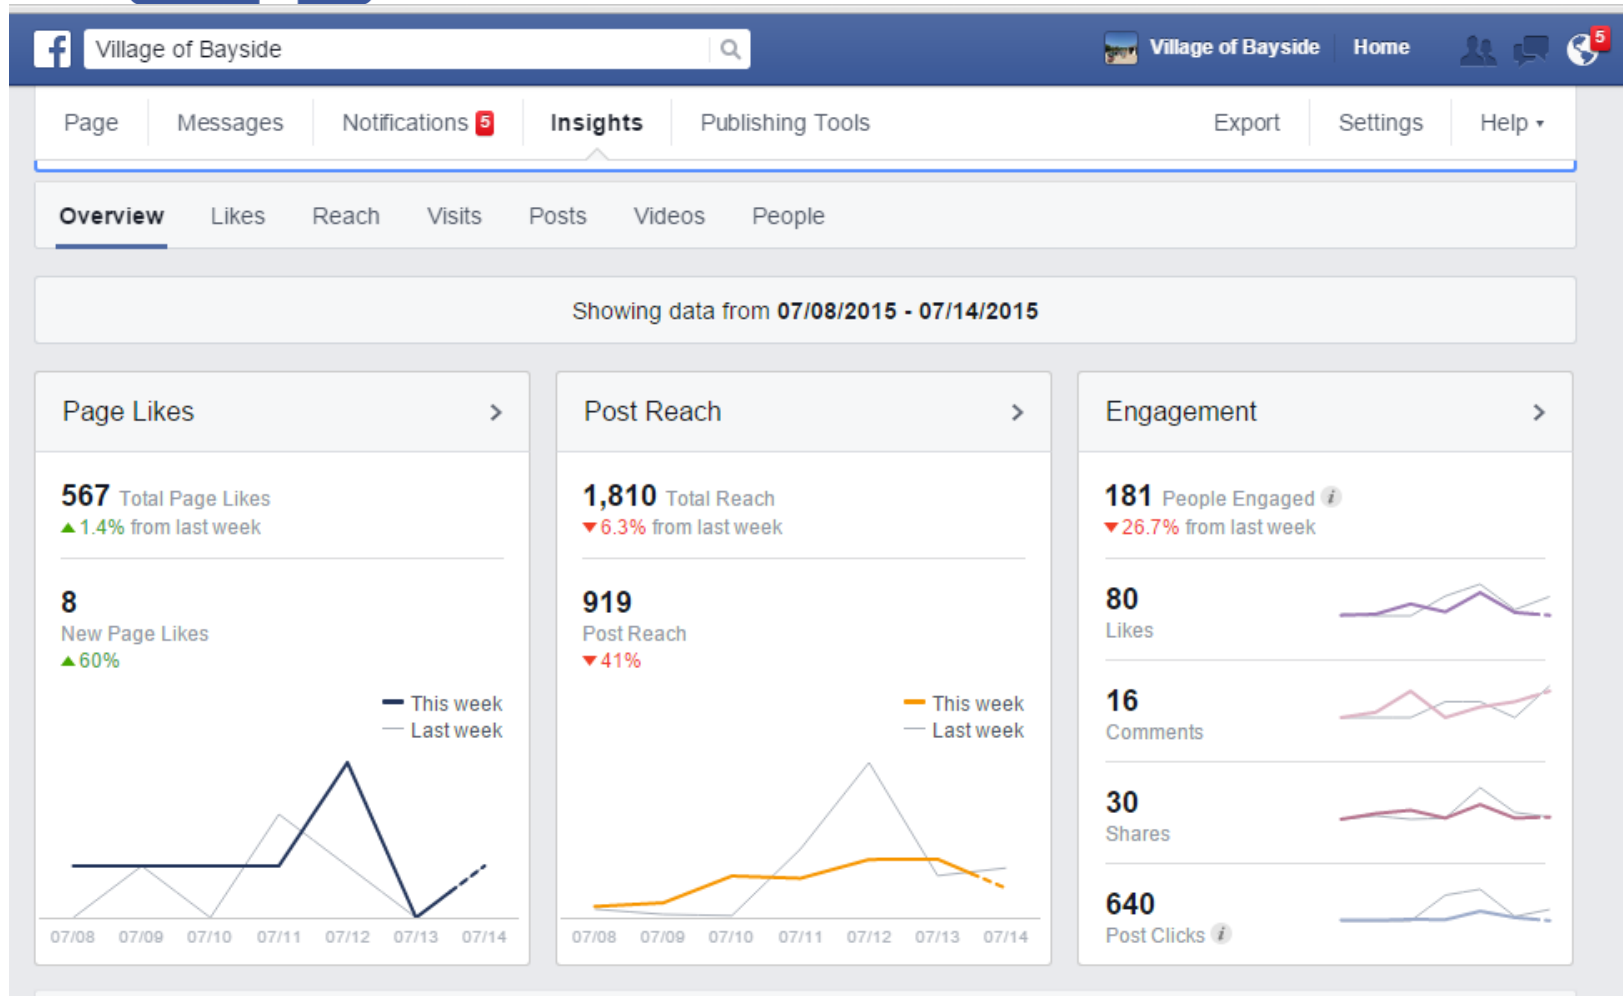 f Village of Bayside Village of Bayside Home 5
Page Messages Notifications 5 Insights Publishing Tools Export Settings Help
Overview Likes Reach Visits Posts Videos People
Showing data from 07/08/2015 - 07/14/2015
Page Likes
567 Total Page Likes
1.4% from last week
8
New Page Likes
60%
This week
Last week
07/08 07/09 07/10 07/11 07/12 07/13 07/14
Post Reach
1,810 Total Reach
6.3% from last week
919
Post Reach
41%
This week
Last week
07/08 07/09 07/10 07/11 07/12 07/13 07/14
Engagement
181 People Engaged i
26.7% from last week
80
Likes
16
Comments
30
Shares
640
Post Clicks i